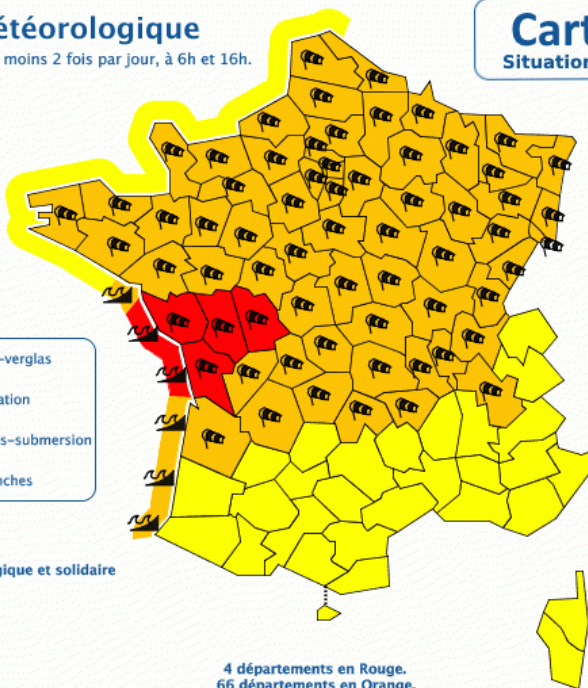 étéorologique
moins 2 fois par jour, à 6h et 16h.
Cart
Situation
-verglas
ation
s-submersion
nches
gique et solidaire
4 départements en Rouge.
66 départements en Orange.